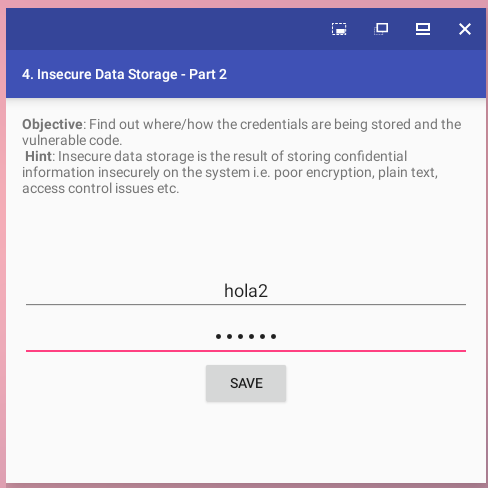 4. Insecure Data Storage - Part 2
Objective: Find out where/how the credentials are being stored and the
vulnerable code.
Hint: Insecure data storage is the result of storing confidential
information insecurely on the system i.e. poor encryption, plain text,
access control issues etc.
hola2
••••••
SAVE